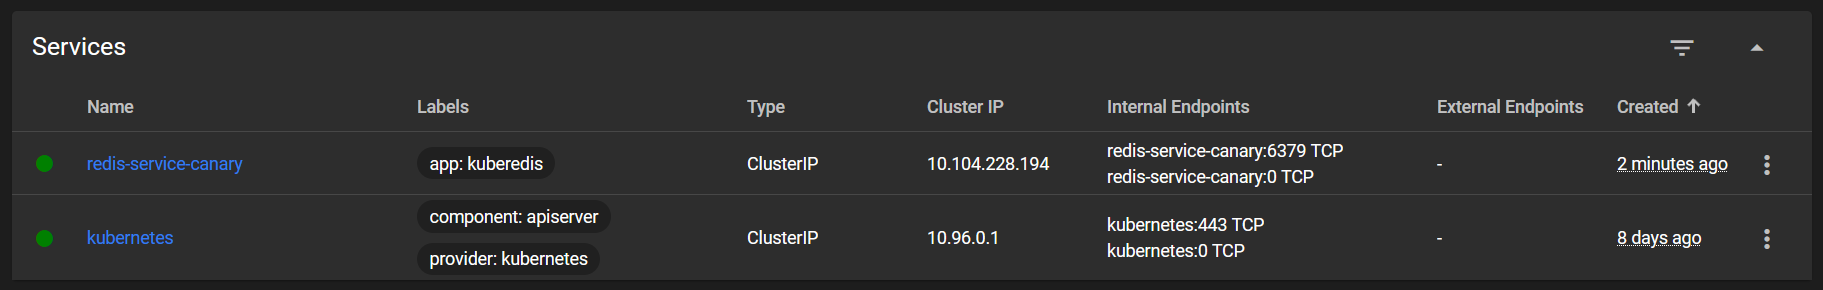 Services
Name Labels Type Cluster IP Internal Endpoints External Endpoints Created
redis-service-canary app: kuberedis ClusterIP 10.104.228.194 redis-service-canary:6379 TCP - 2 minutes ago
redis-service-canary:0 TCP
kubernetes component: apiserver ClusterIP 10.96.0.1 kubernetes:443 TCP - 8 days ago
provider: kubernetes kubernetes:0 TCP